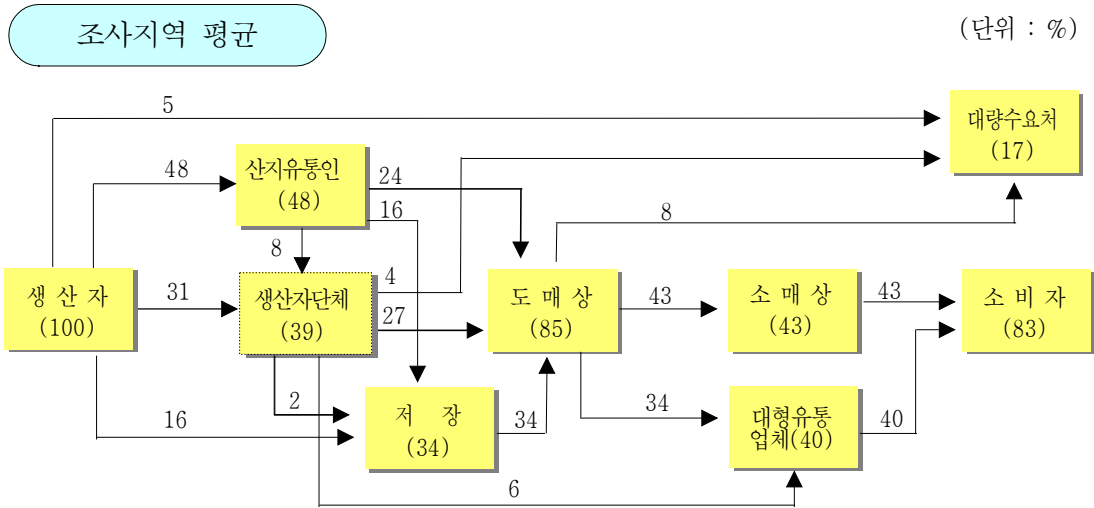 조사지역 평균
(단위 : %)
5
대량수요처
(17)
48
산지유통인
(48)
24
16
8
8
생 산 자
(100)
31
생산자단체
(39)
4
27
도 매 상
(85)
43
소 매 상
(43)
43
소 비 자
(83)
2
16
저 장
(34)
34
34
대형유통
업체(40)
40
6